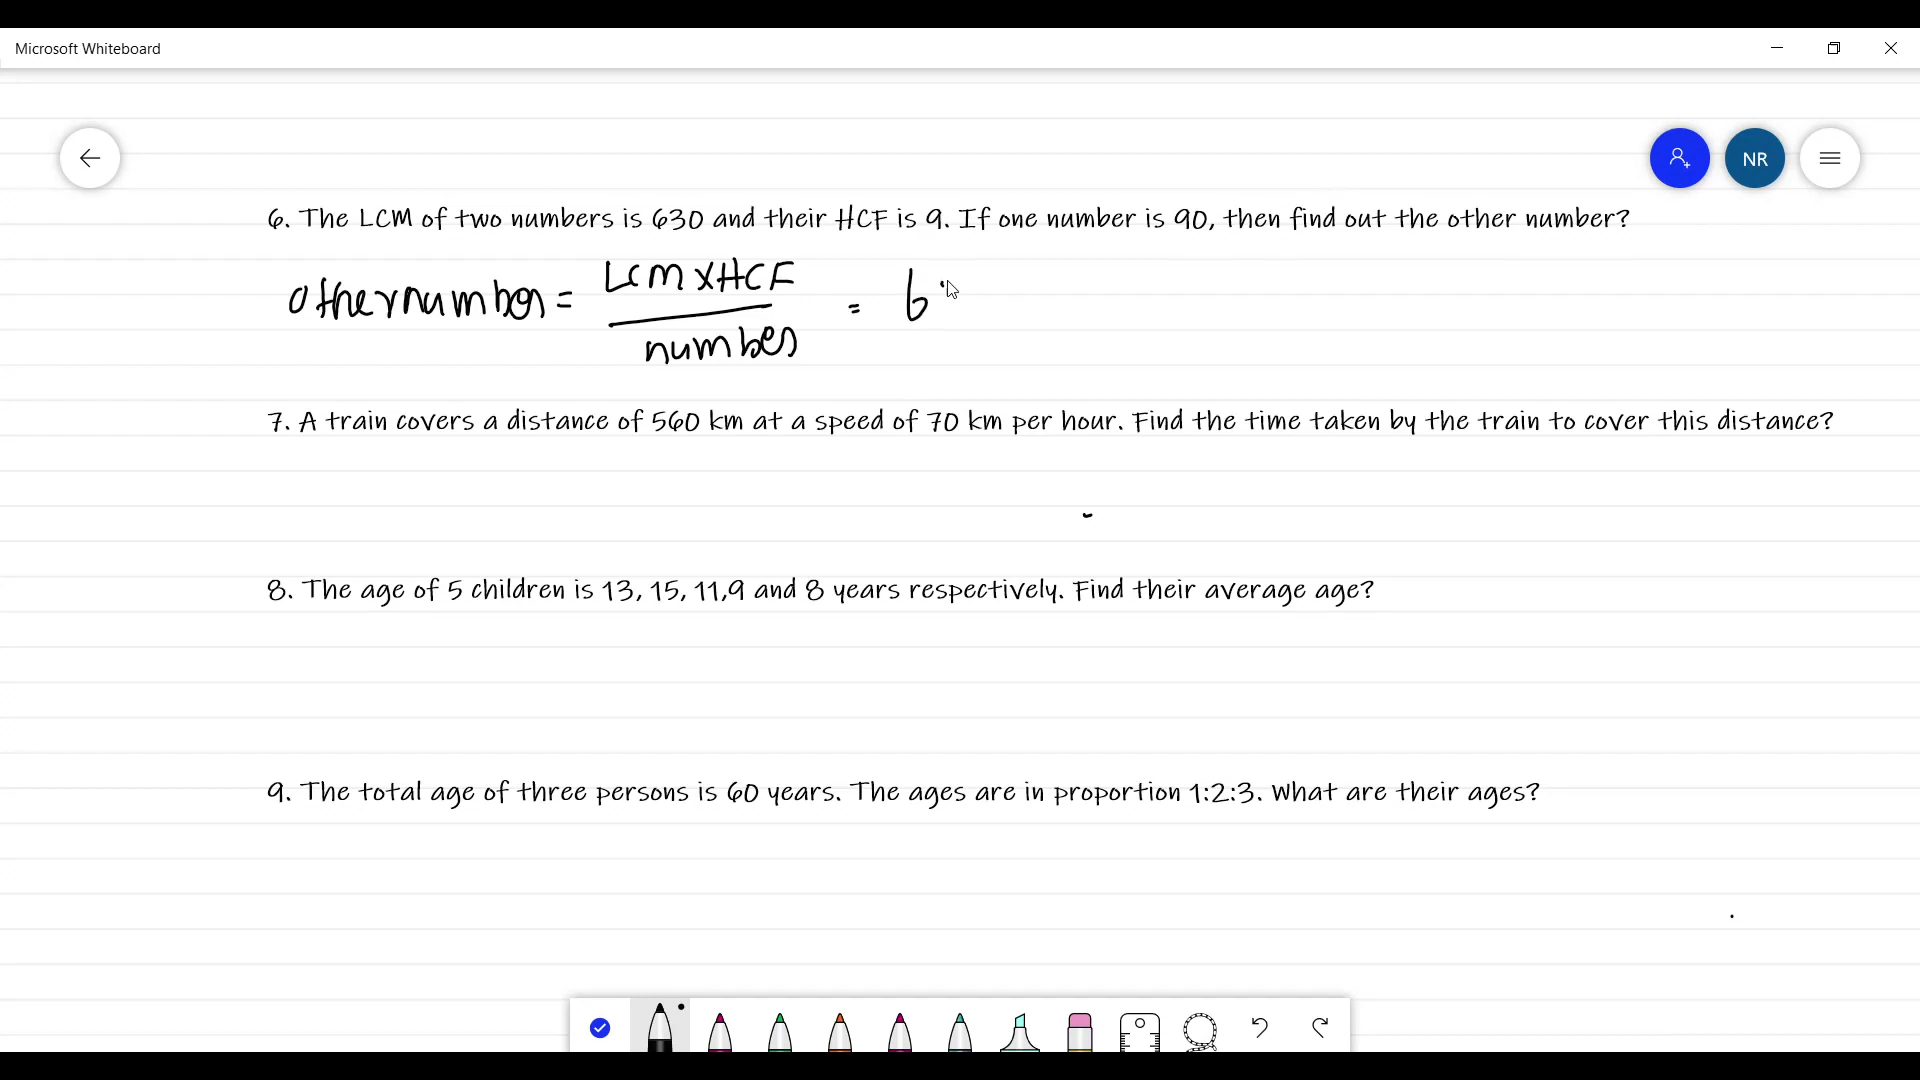 Microsoft Whiteboard
NR
6. The LCM of two numbers is 630 and their HCF is 9. If one number is 90, then find out the other number?
other number = LCM X HCF / number = 6
7. A train covers a distance of 560 km at a speed of 70 km per hour. Find the time taken by the train to cover this distance?
8. The age of 5 children is 13, 15, 11,9 and 8 years respectively. Find their average age?
9. The total age of three persons is 60 years. The ages are in proportion 1:2:3. What are their ages?